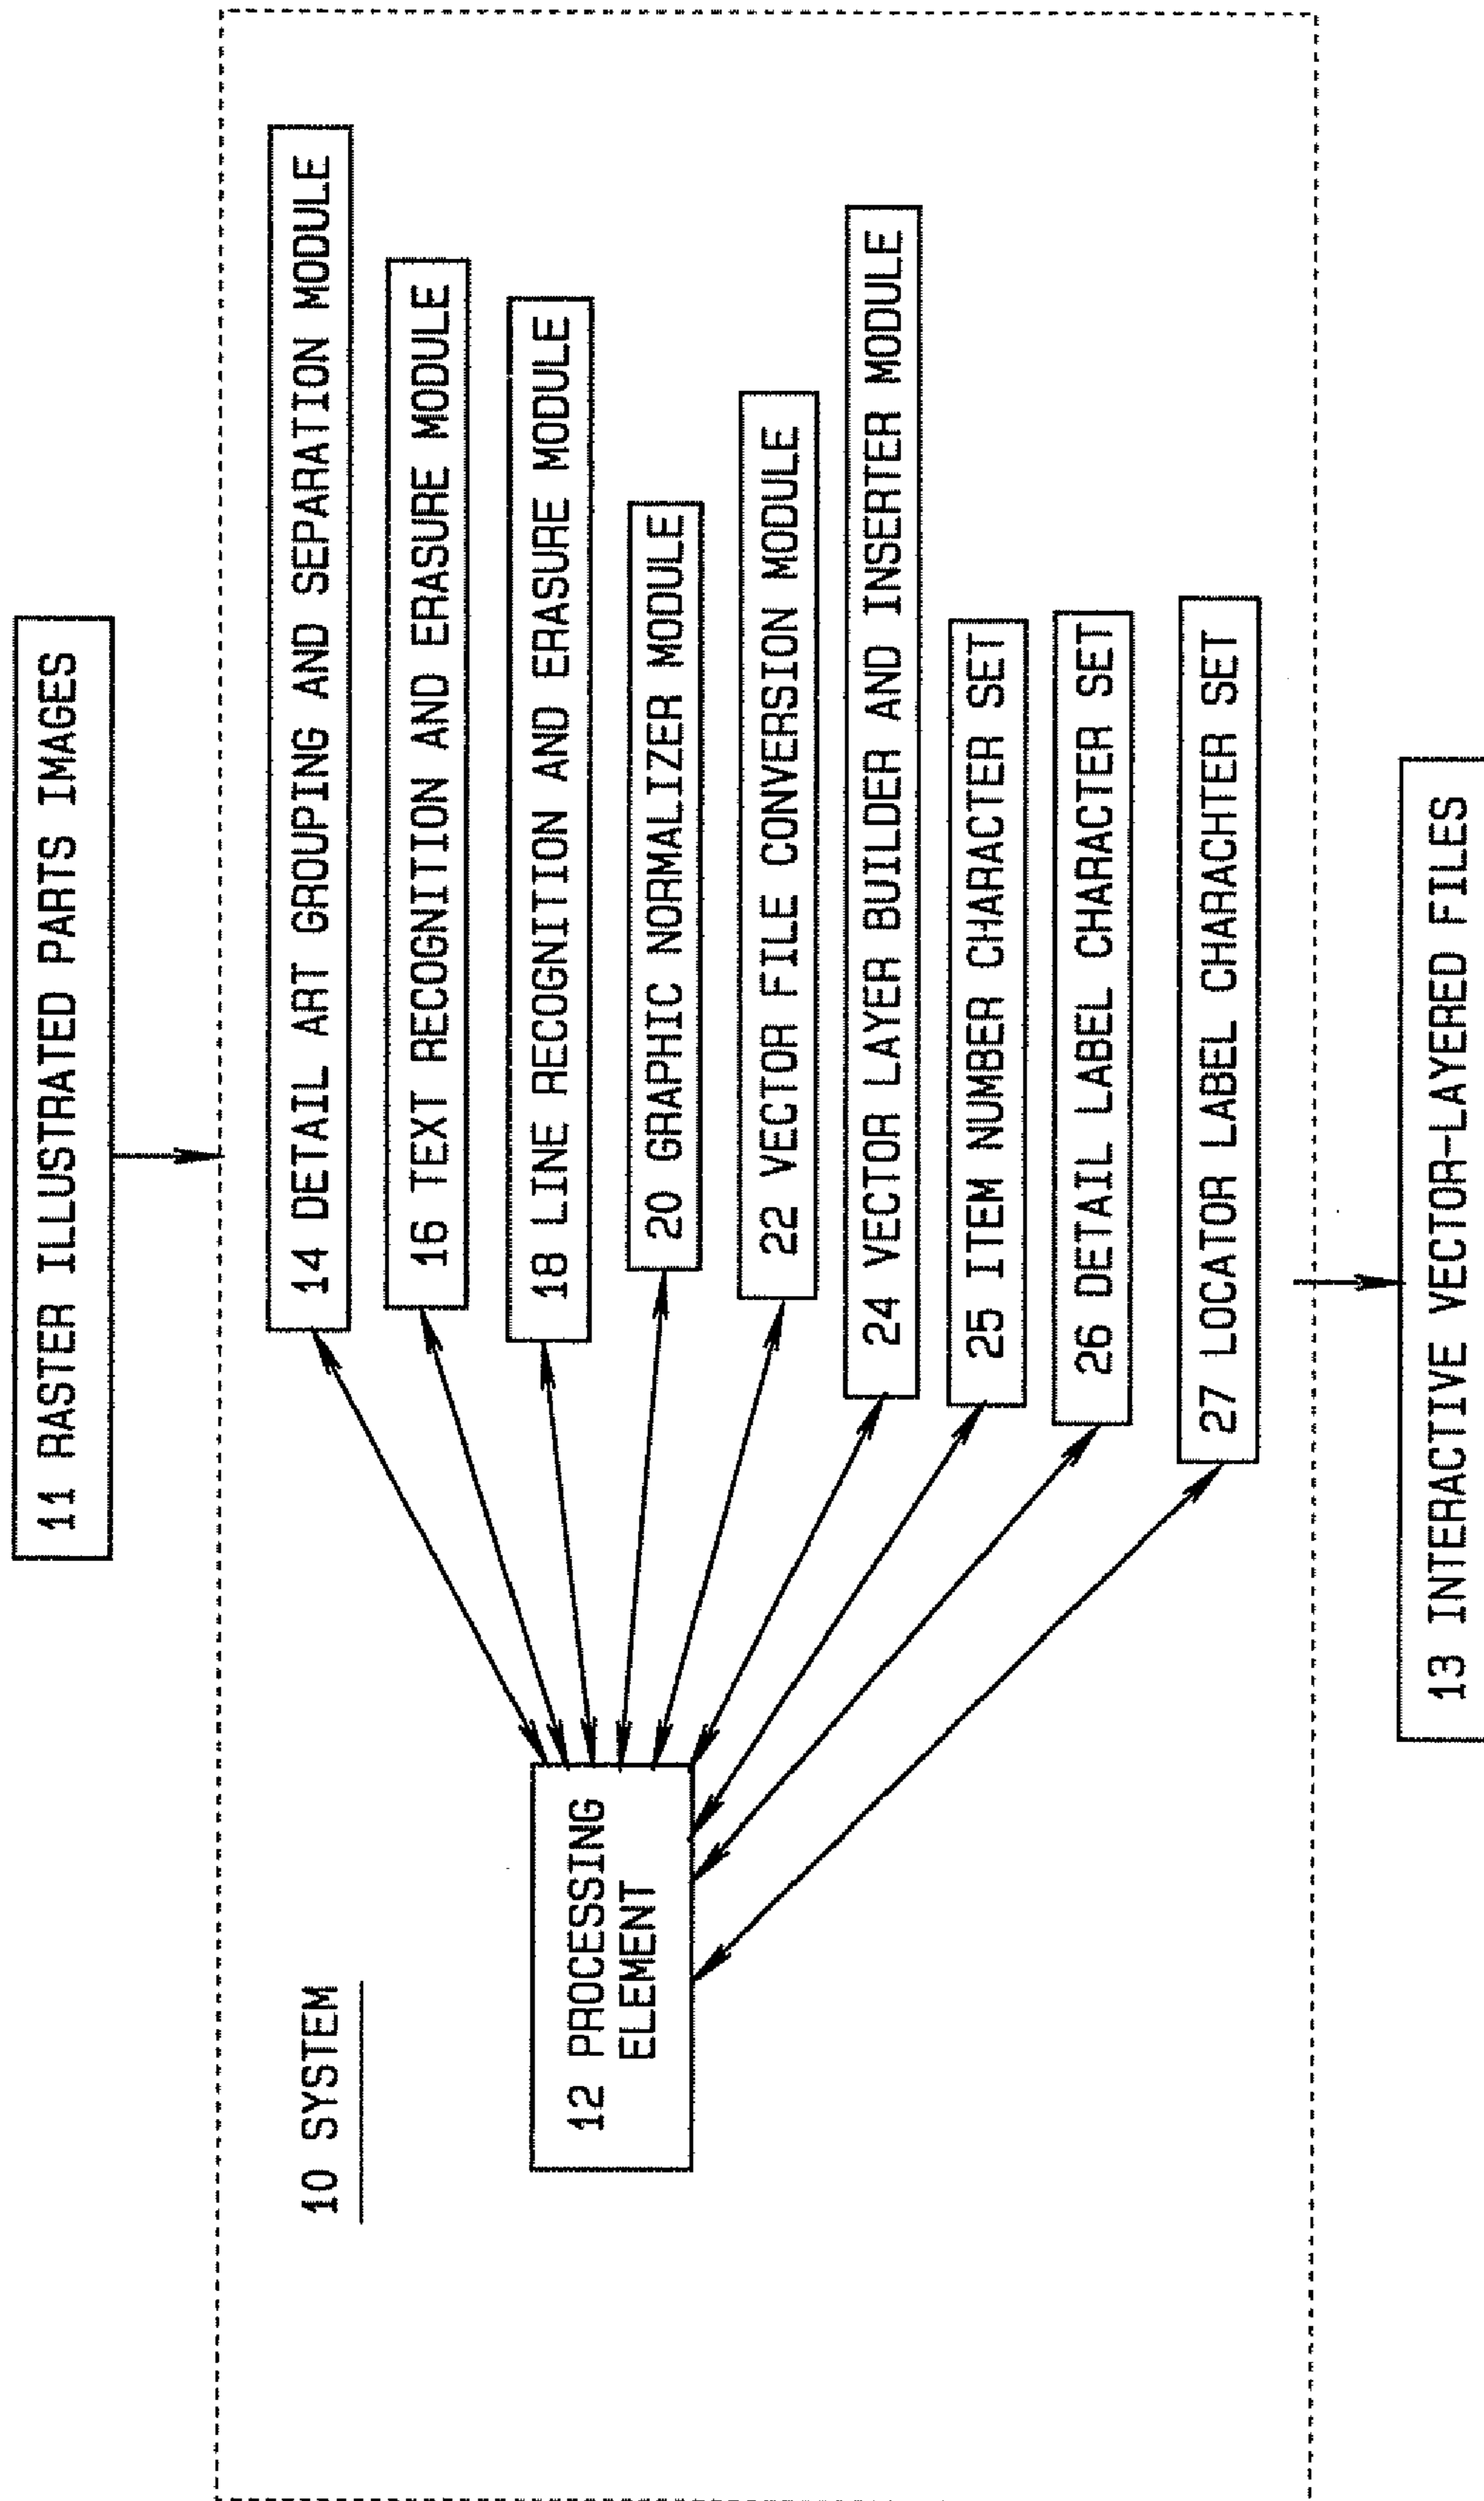 11 RASTER ILLUSTRATED PARTS IMAGES
10 SYSTEM
12 PROCESSING
ELEMENT
14 DETAIL ART GROUPING AND SEPARATION MODULE
16 TEXT RECOGNITION AND ERASURE MODULE
18 LINE RECOGNITION AND ERASURE MODULE
20 GRAPHIC NORMALIZER MODULE
22 VECTOR FILE CONVERSION MODULE
24 VECTOR LAYER BUILDER AND INSERTER MODULE
25 ITEM NUMBER CHARACTER SET
26 DETAIL LABEL CHARACTER SET
27 LOCATOR LABEL CHARACHTER SET
13 INTERACTIVE VECTOR-LAYERED FILES